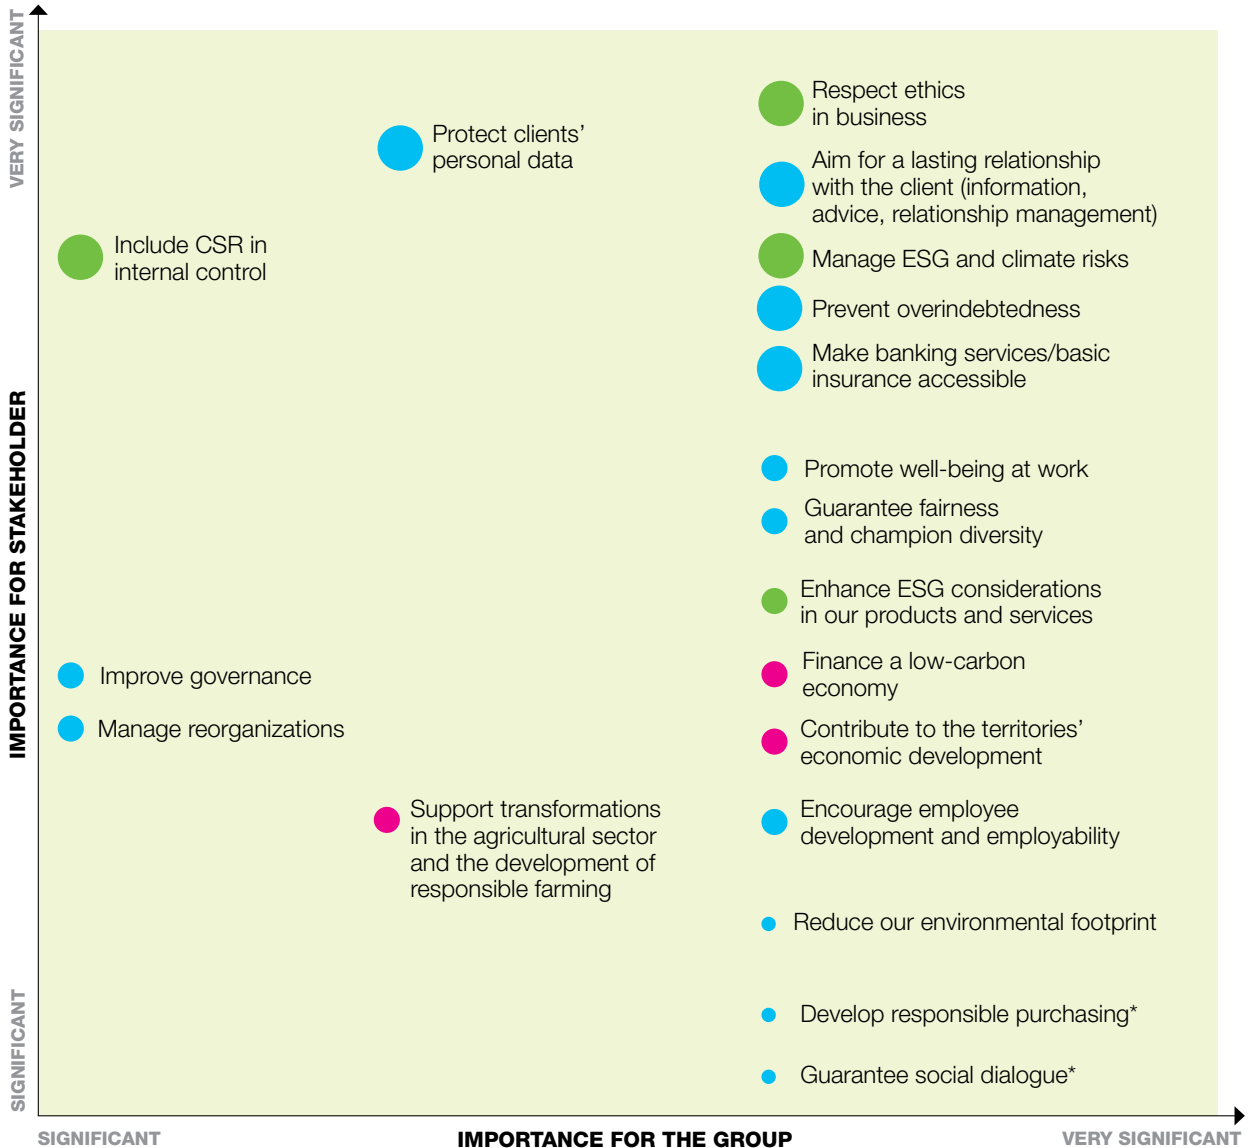 VERY SIGNIFICANT
Respect ethics
in business
Protect clients’
personal data
Aim for a lasting relationship
with the client (information,
advice, relationship management)
Include CSR in
internal control
Manage ESG and climate risks
Prevent overindebtedness
Make banking services/basic
insurance accessible
IMPORTANCE FOR STAKEHOLDER
Promote well-being at work
Guarantee fairness
and champion diversity
Enhance ESG considerations
in our products and services
Improve governance
Finance a low-carbon
economy
Manage reorganizations
Contribute to the territories’
economic development
Support transformations
in the agricultural sector
and the development of
responsible farming
Encourage employee
development and employability
Reduce our environmental footprint
Develop responsible purchasing*
Guarantee social dialogue*
SIGNIFICANT
SIGNIFICANT
IMPORTANCE FOR THE GROUP
VERY SIGNIFICANT